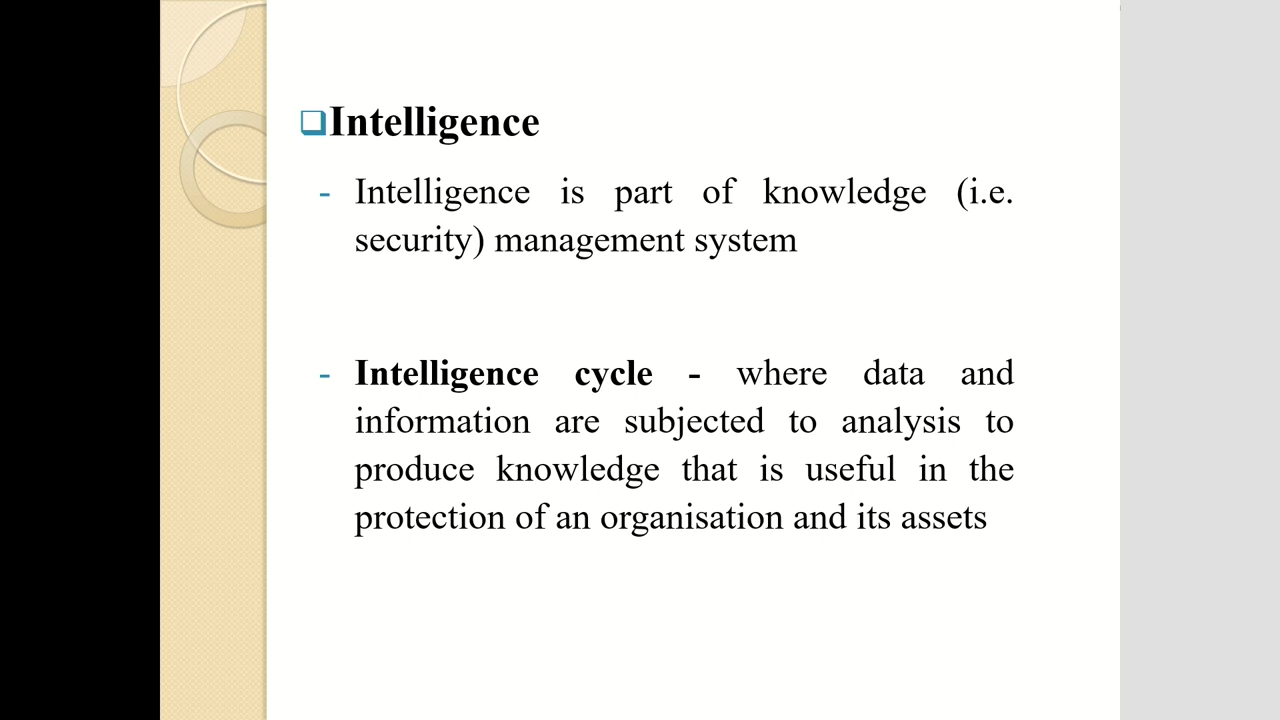 ❑Intelligence
- Intelligence is part of knowledge (i.e.
security) management system
- Intelligence cycle - where data and
information are subjected to analysis to
produce knowledge that is useful in the
protection of an organisation and its assets